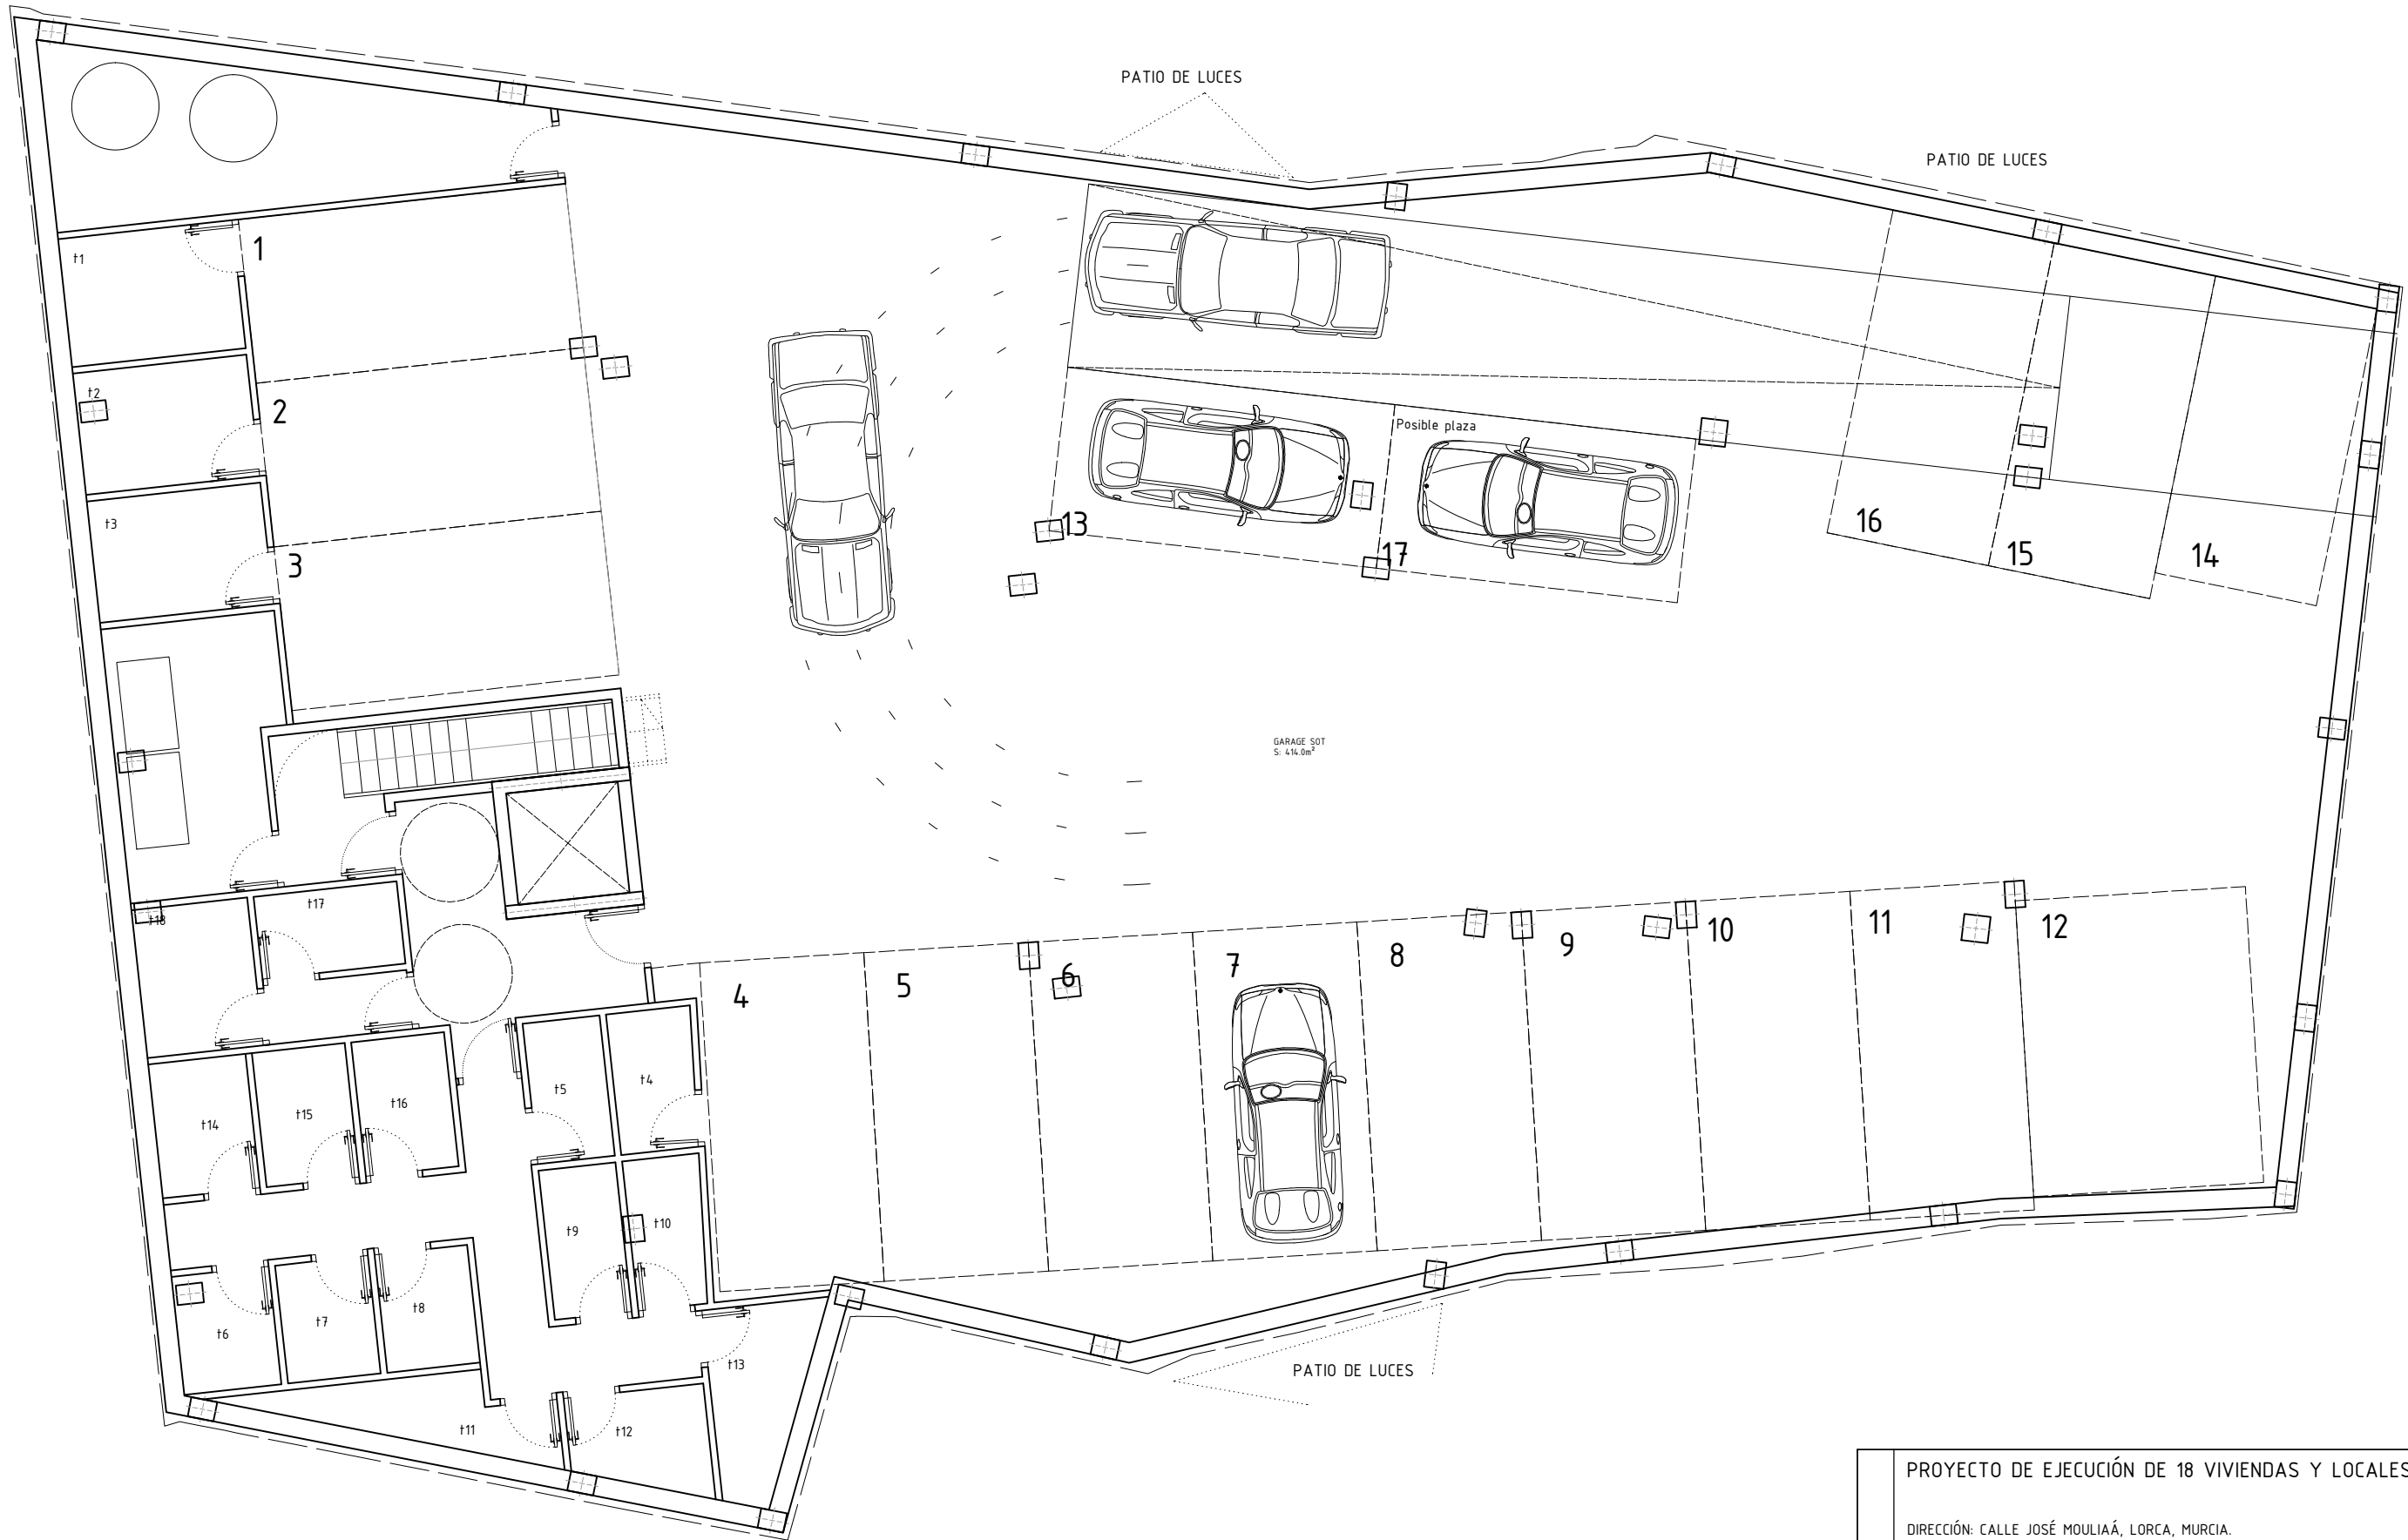 PATIO DE LUCES
PATIO DE LUCES
t1
1
t2
2
t3
3
Posible plaza
13
17
16
15
14
GARAGE SOT
S: 414.0m²
t18
t17
4
5
6
7
8
9
10
11
12
t14
t15
t16
t5
t4
t9
t10
t6
t7
t8
t11
t12
t13
PATIO DE LUCES
PROYECTO DE EJECUCIÓN DE 18 VIVIENDAS Y LOCALES
DIRECCIÓN: CALLE JOSÉ MOULIAÁ, LORCA, MURCIA.